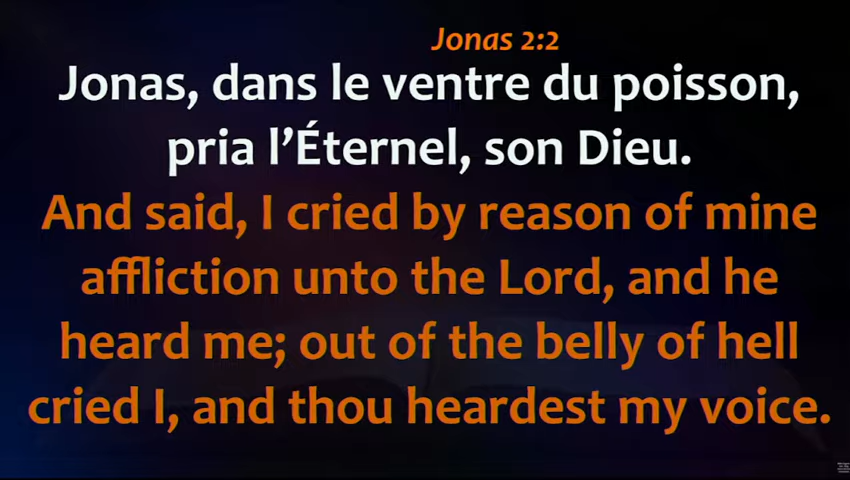 Jonas 2:2
Jonas, dans le ventre du poisson,
pria l’Éternel, son Dieu.
And said, I cried by reason of mine
affliction unto the Lord, and he
heard me; out of the belly of hell
cried I, and thou heardest my voice.